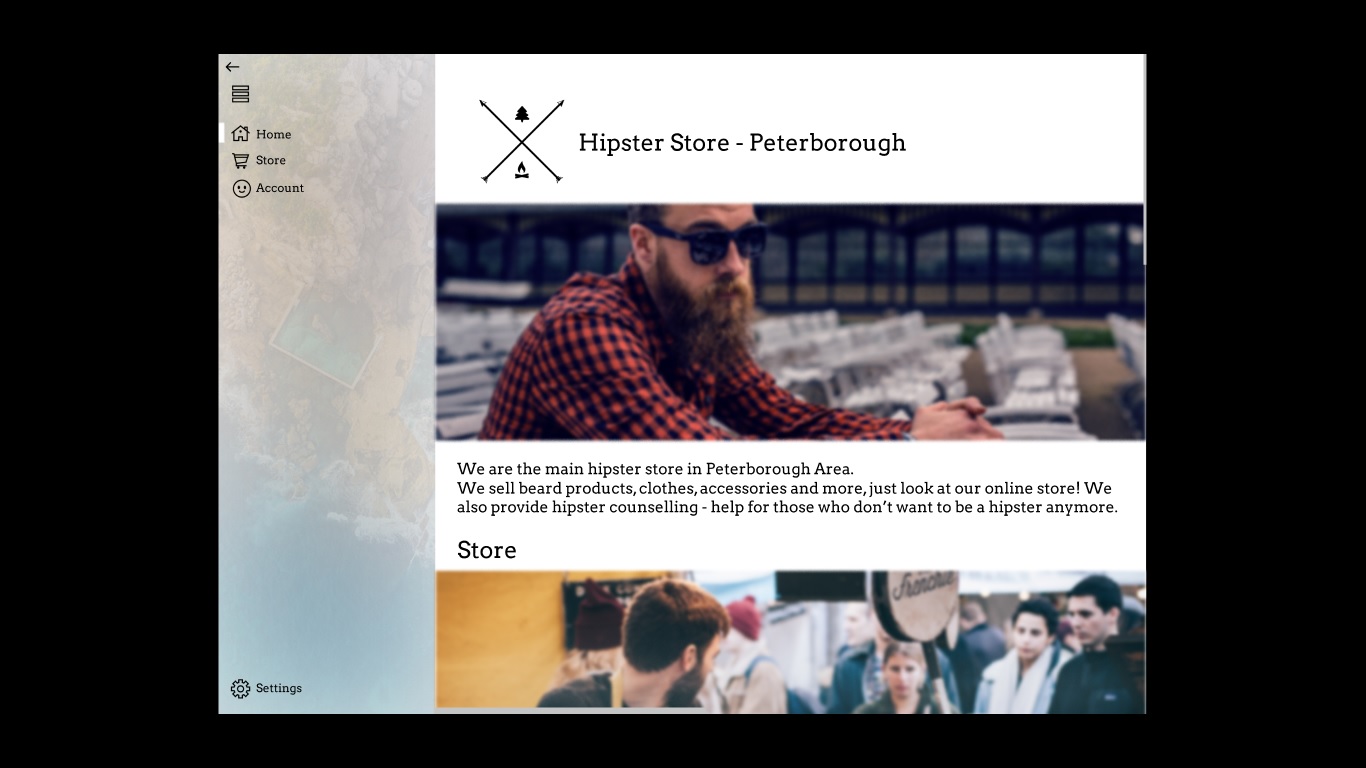 Home
Store
Account
Settings
Hipster Store - Peterborough
We are the main hipster store in Peterborough Area.
We sell beard products, clothes, accessories and more, just look at our online store! We
also provide hipster counselling - help for those who don’t want to be a hipster anymore.
Store
frenchie